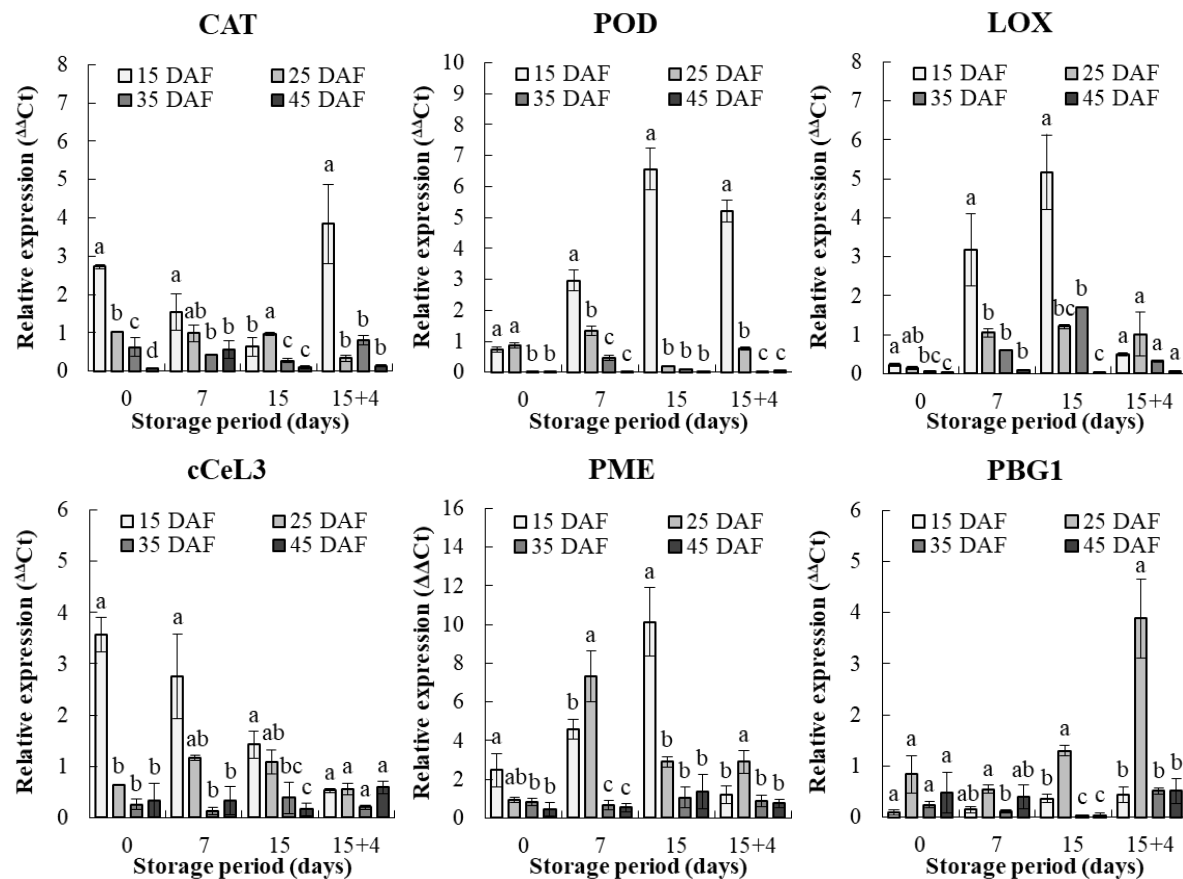 CAT
Relative expression (ΔΔCt)
8
7
6
5
4
3
2
1
0
15 DAF 25 DAF
35 DAF 45 DAF
a b c d
a ab b b
b a c c
a b b b
0 7 15 15+4
Storage period (days)
POD
Relative expression (ΔΔCt)
10
9
8
7
6
5
4
3
2
1
0
15 DAF 25 DAF
35 DAF 45 DAF
a a b b
a b c c
a b b b
a b c c
0 7 15 15+4
Storage period (days)
LOX
Relative expression (ΔΔCt)
8
7
6
5
4
3
2
1
0
15 DAF 25 DAF
35 DAF 45 DAF
a ab bc c
a b b b
a bc b c
a a a a
0 7 15 15+4
Storage period (days)
cCeL3
Relative expression (ΔΔCt)
6
5
4
3
2
1
0
15 DAF 25 DAF
35 DAF 45 DAF
a b b b
a ab b b
a ab bc c
a a a a
0 7 15 15+4
Storage period (days)
PME
Relative expression (ΔΔCt)
16
14
12
10
8
6
4
2
0
15 DAF 25 DAF
35 DAF 45 DAF
a ab b b
b a c c
a b b b
b a b b
0 7 15 15+4
Storage period (days)
PBG1
Relative expression (ΔΔCt)
6
5
4
3
2
1
0
15 DAF 25 DAF
35 DAF 45 DAF
a a a a
ab a b ab
b a c c
b a b b
0 7 15 15+4
Storage period (days)